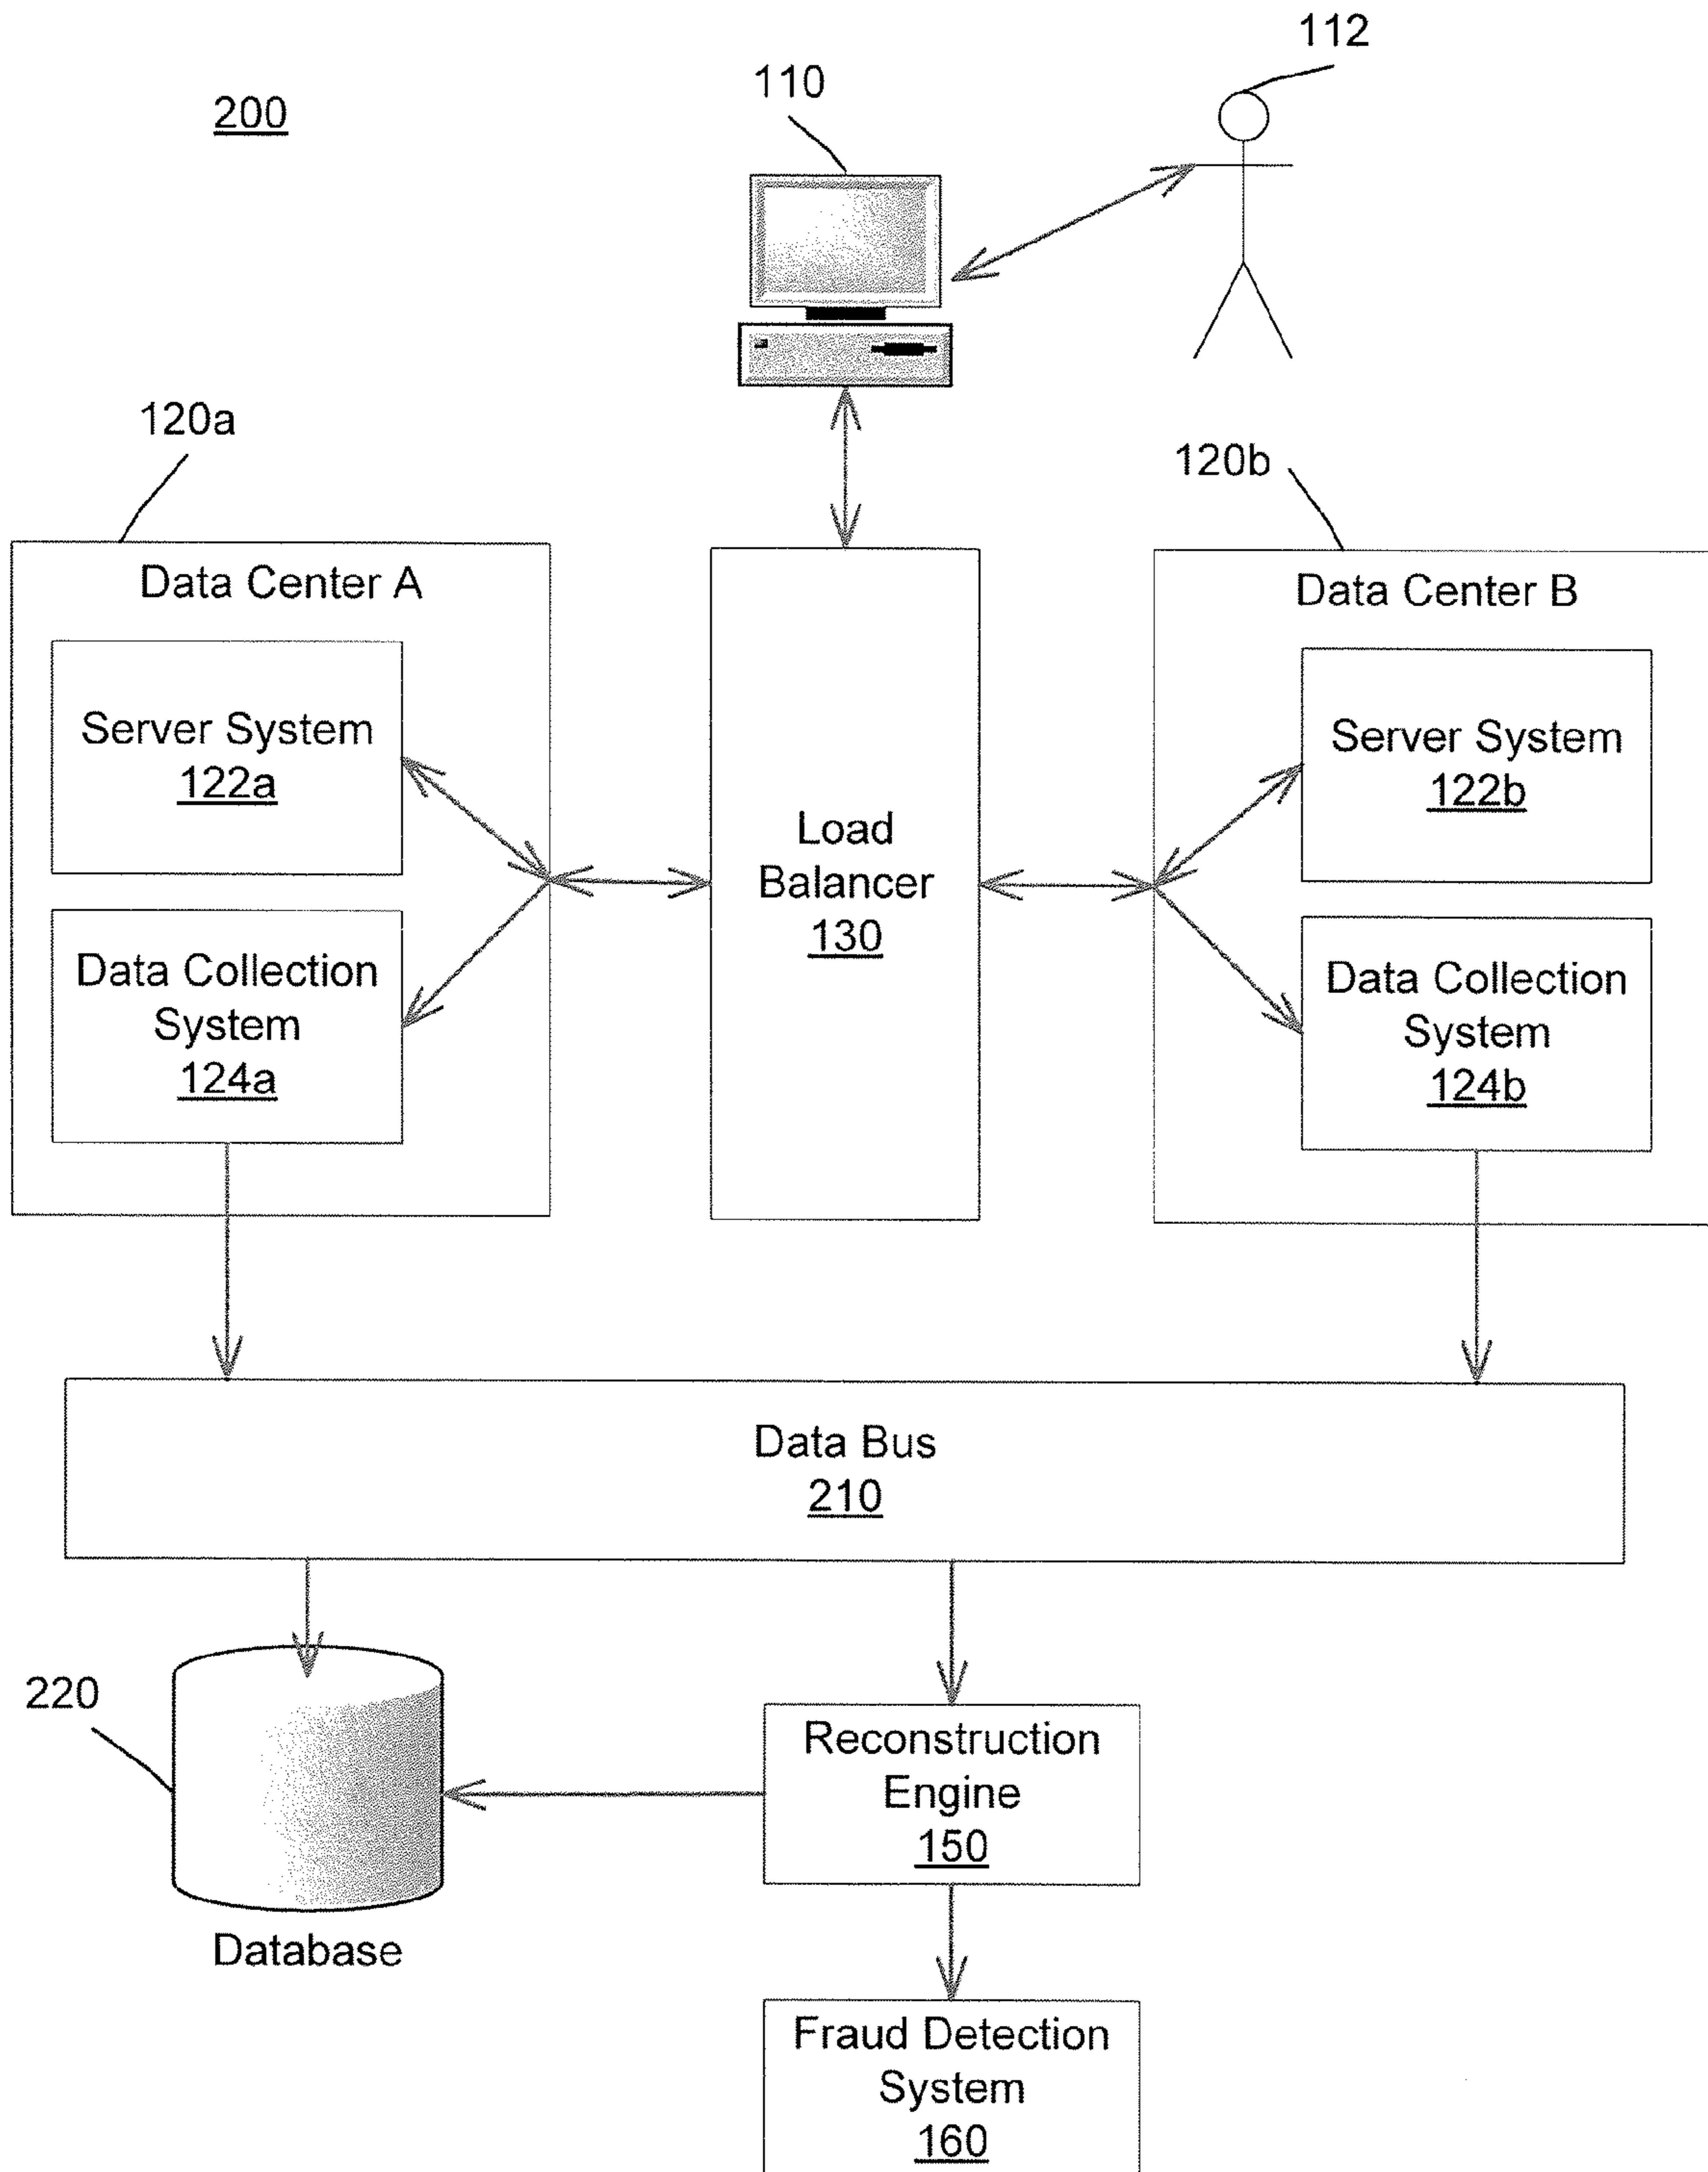 112
110
200
120a
120b
Data Center A
Data Center B
Server System
122a
Server System
122b
Load
Balancer
130
Data Collection
System
124a
Data Collection
System
124b
Data Bus
210
220
Reconstruction
Engine
150
Database
Fraud Detection
System
160